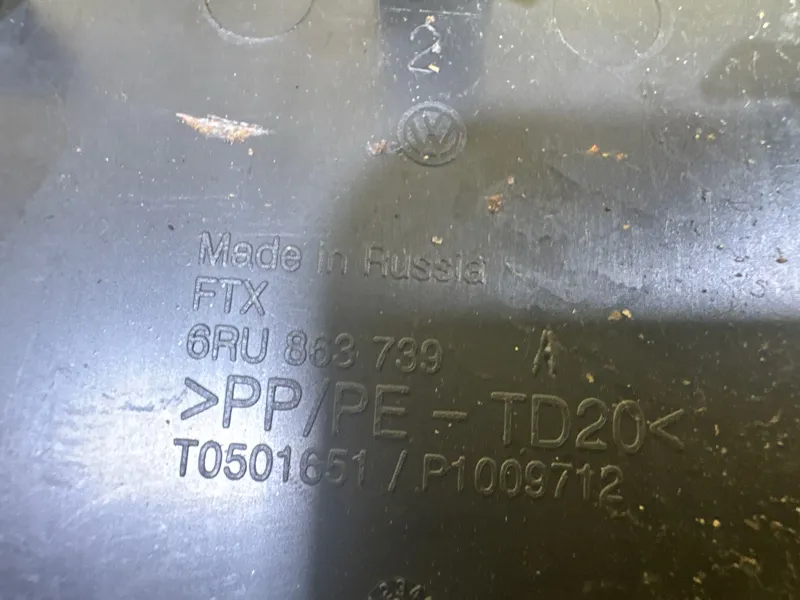 2
Made in Russia
FTX
6RU 863 739 A
>PP/PE - TD20<
T0501651 / P1009712